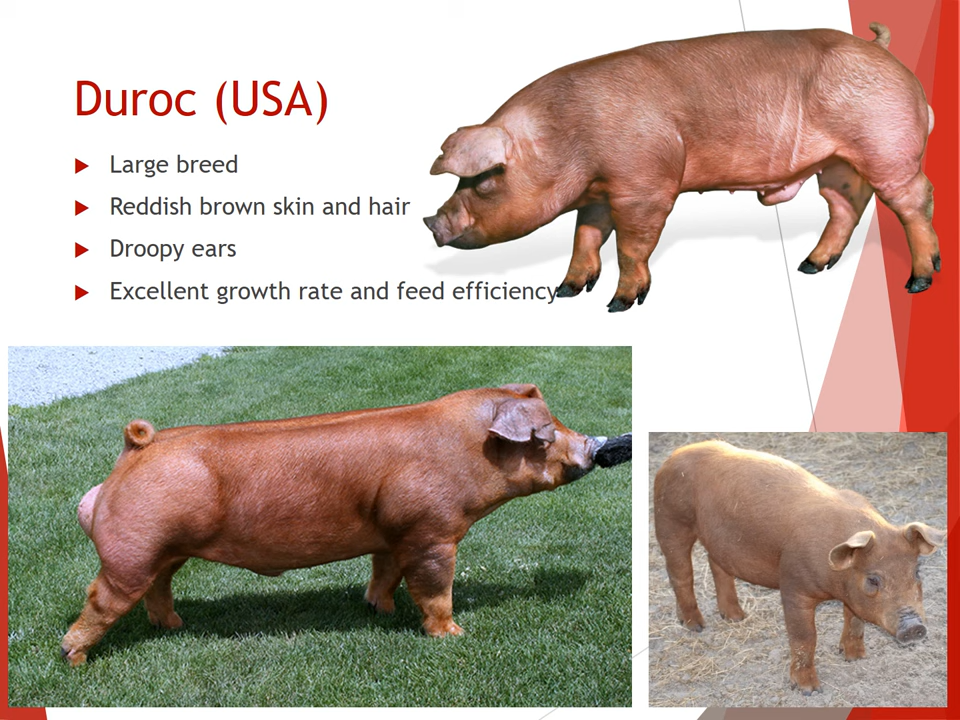 Duroc (USA)
Large breed
Reddish brown skin and hair
Droopy ears
Excellent growth rate and feed efficiency